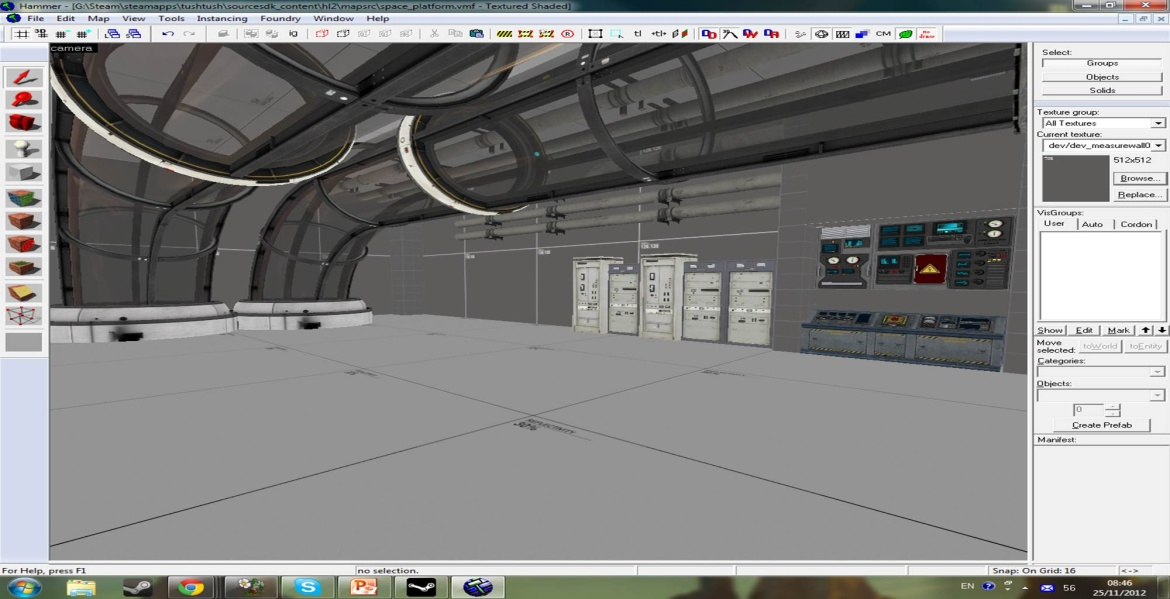 Hammer - [G:\Steam\steamapps\tushtush\sourcesdk_content\hl2\mapsrc\space_platform.vmf - Textured Shaded]
File Edit Map View Tools Instancing Foundry Window Help
camera
Select:
Groups
Objects
Solids
Texture group:
All Textures
Current texture:
dev/dev_measurewall0
512x512
Browse...
Replace...
VisGroups:
User Auto Cordon
Show Edit Mark
Move selected:
toWorld toEntity
Categories:
Objects:
0
Create Prefab
Manifest:
REFLECTIVITY
30%
For Help, press F1
no selection.
Snap: On Grid: 16
<->
EN
56
08:46
25/11/2012